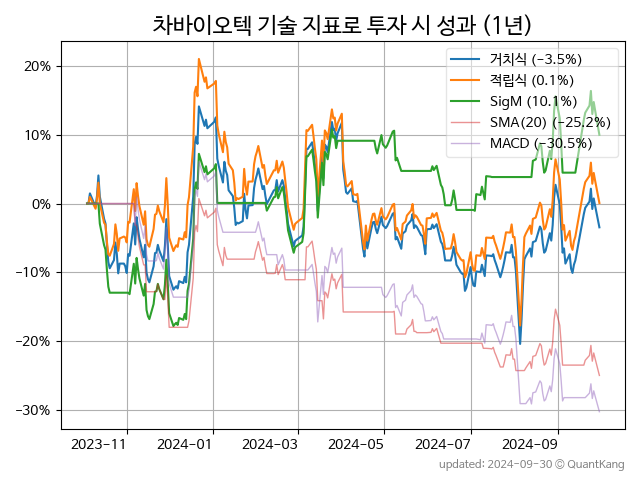 차바이오텍 기술 지표로 투자 시 성과 (1년)
거치식 (−3.5%)
적립식 (0.1%)
SigM (10.1%)
SMA(20) (−25.2%)
MACD (−30.5%)
20%
10%
0%
−10%
−20%
−30%
2023-11 2024-01 2024-03 2024-05 2024-07 2024-09
updated: 2024-09-30 © QuantKang